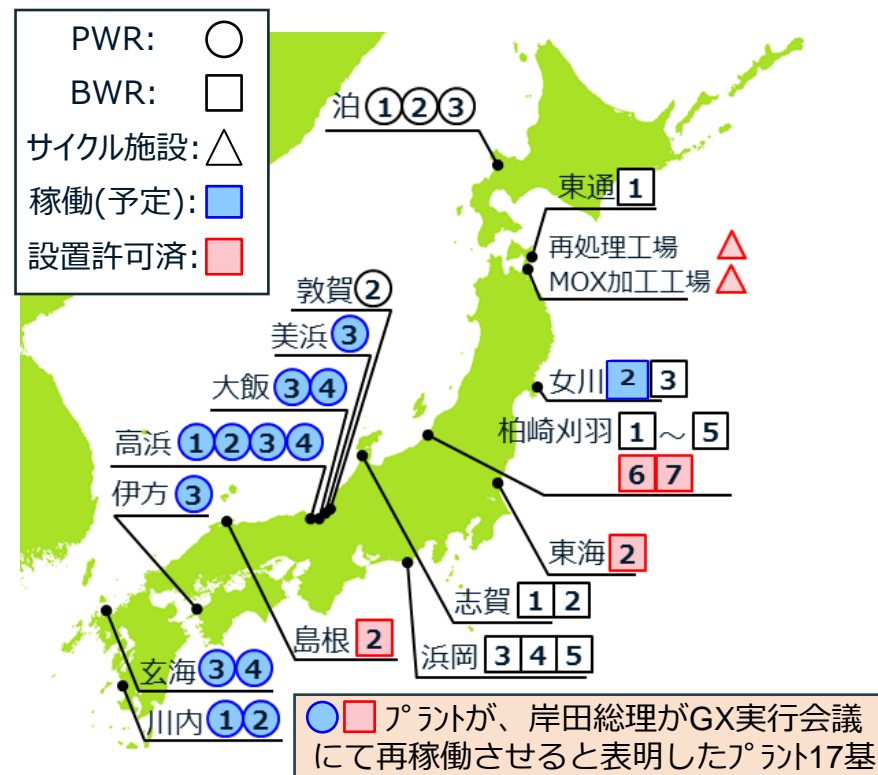 PWR:
BWR:
サイクル施設:
稼働(予定):
設置許可済:
泊123
東通1
再処理工場
MOX加工工場
敦賀2
美浜3
大飯34
高浜1234
伊方3
女川23
柏崎刈羽1～5
67
東海2
志賀12
浜岡345
島根2
玄海34
川内12
プラントが、岸田総理がGX実行会議
にて再稼働させると表明したプラント17基